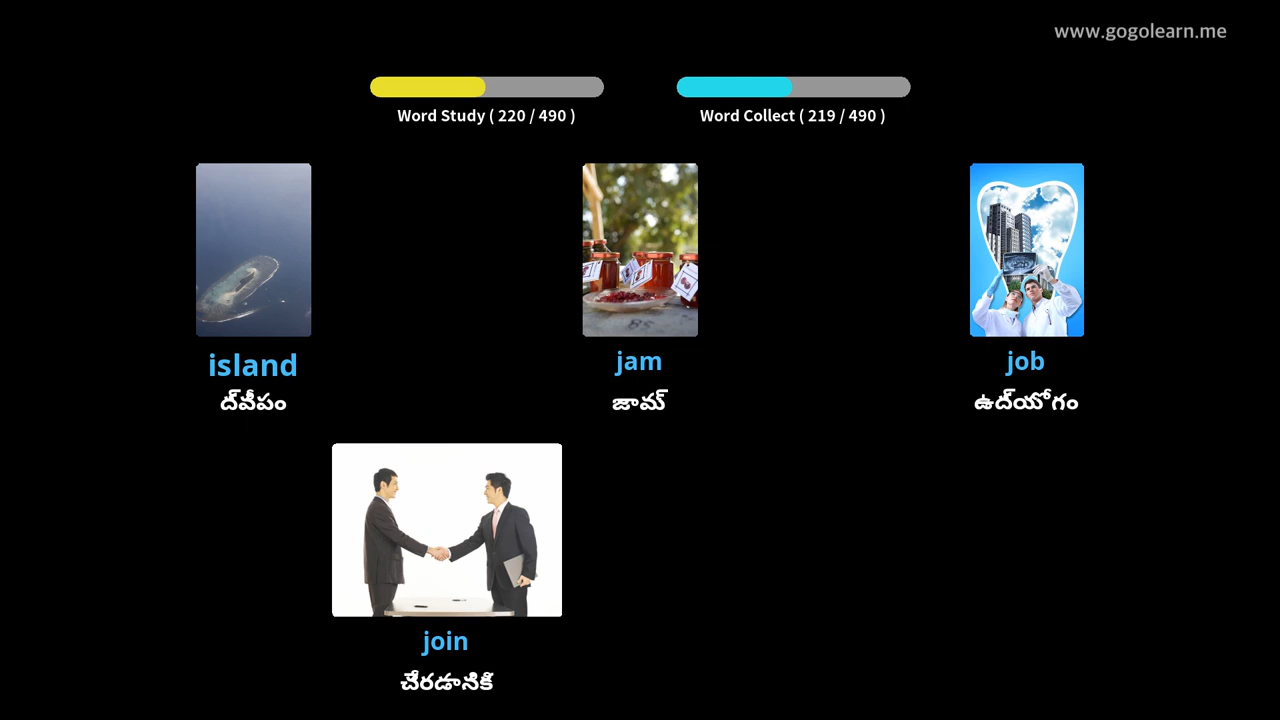 www.gogolearn.me
Word Study ( 220 / 490 )
Word Collect ( 219 / 490 )
island
ద్వీపం
jam
జామ్
job
ఉద్యోగం
join
చేరడానికి